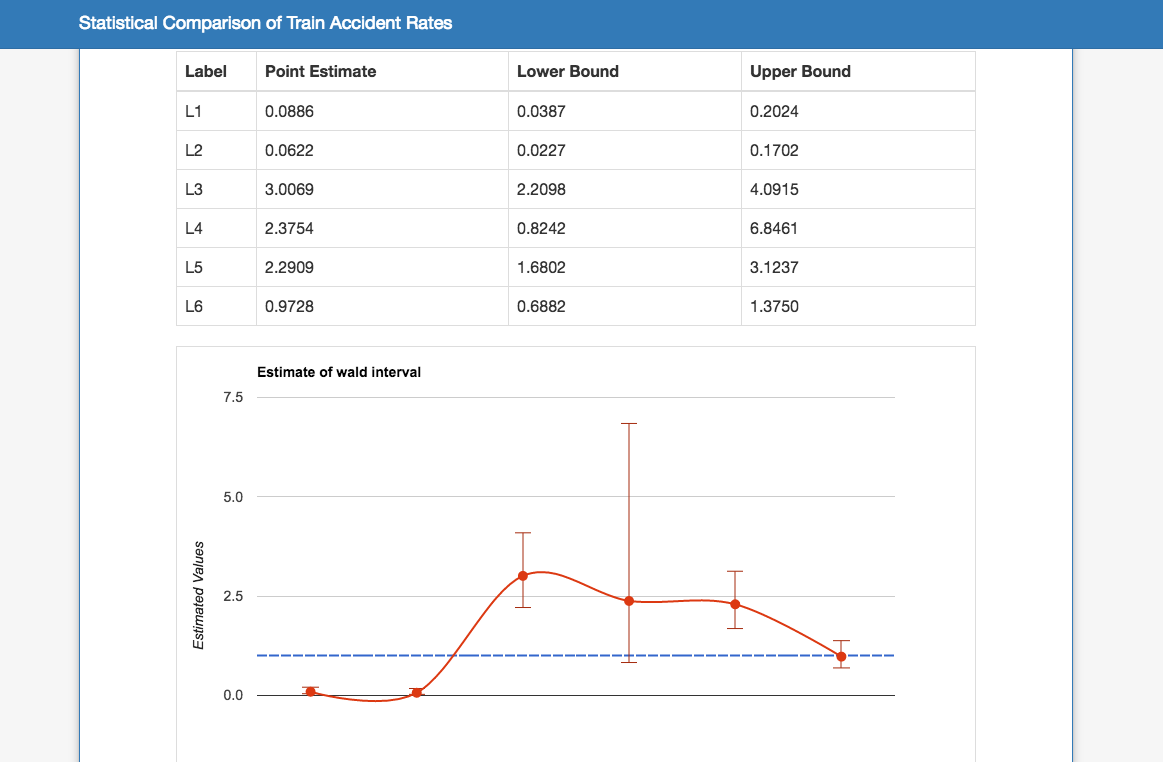 Statistical Comparison of Train Accident Rates
Label Point Estimate Lower Bound Upper Bound
L1 0.0886 0.0387 0.2024
L2 0.0622 0.0227 0.1702
L3 3.0069 2.2098 4.0915
L4 2.3754 0.8242 6.8461
L5 2.2909 1.6802 3.1237
L6 0.9728 0.6882 1.3750
Estimate of wald interval
7.5
5.0
2.5
0.0
Estimated Values